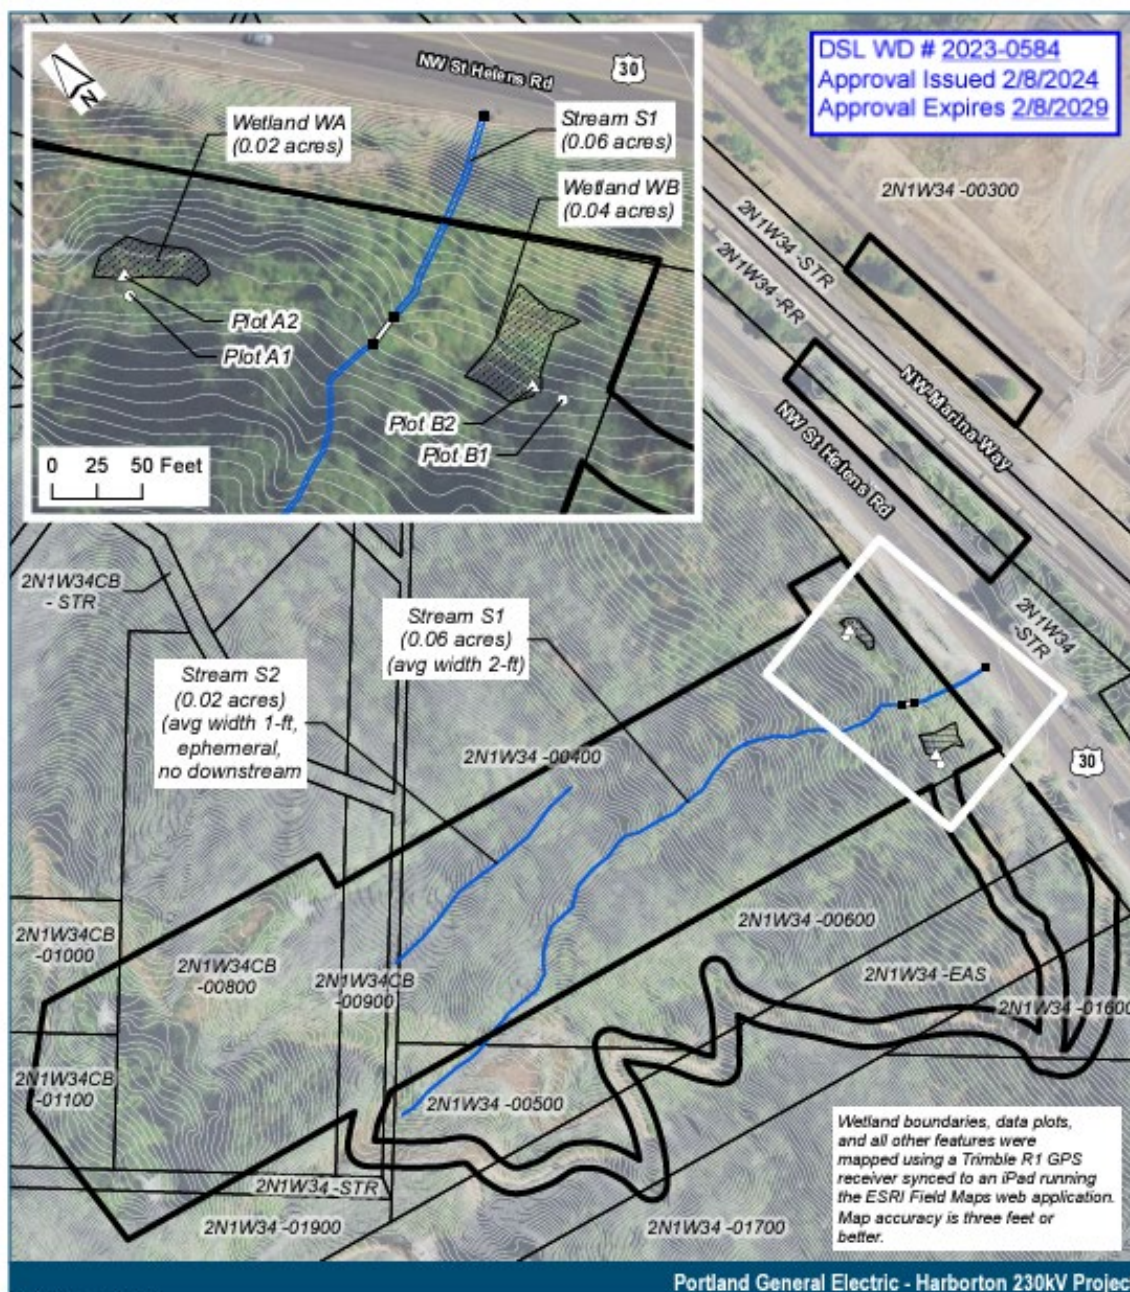 NW St Helens Rd
30
N
Wetland WA
(0.02 acres)
Stream S1
(0.06 acres)
Wetland WB
(0.04 acres)
Plot A2
Plot A1
Plot B2
Plot B1
0 25 50 Feet
DSL WD # 2023-0584
Approval Issued 2/8/2024
Approval Expires 2/8/2029
2N1W34 -00300
2N1W34 -STR
2N1W34 -RR
NW Marina Way
NW St Helens Rd
2N1W34
-STR
30
2N1W34CB
- STR
Stream S1
(0.06 acres)
(avg width 2-ft)
Stream S2
(0.02 acres)
(avg width 1-ft,
ephemeral,
no downstream
2N1W34 -00400
2N1W34 -00600
2N1W34 -EAS
2N1W34 -01600
2N1W34CB
-01000
2N1W34CB
-00800
2N1W34CB
-00900
2N1W34CB
-01100
2N1W34 -00500
2N1W34 -STR
2N1W34 -01900
2N1W34 -01700
Wetland boundaries, data plots,
and all other features were
mapped using a Trimble R1 GPS
receiver synced to an iPad running
the ESRI Field Maps web application.
Map accuracy is three feet or
better.
Portland General Electric - Harborton 230kV Projec